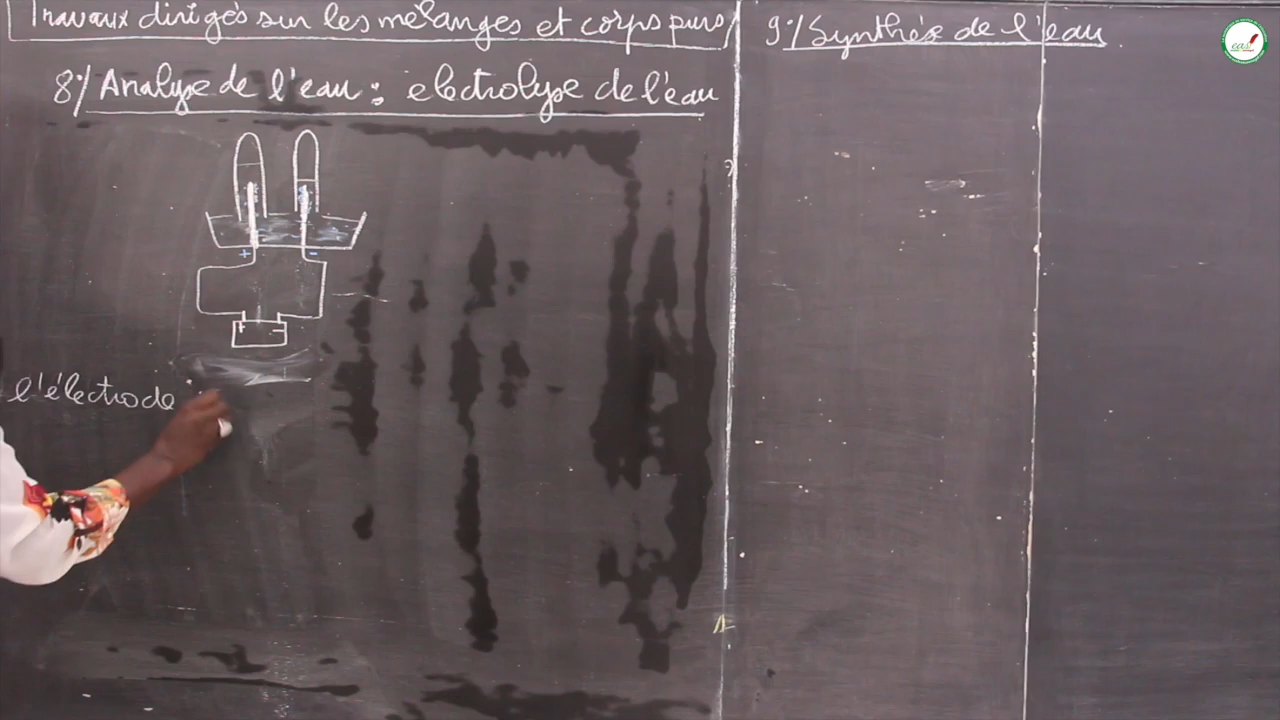 Travaux dirigés sur les mélanges et corps purs
8°/ Analyse de l'eau : électrolyse de l'eau
+ -
+ -
l'électrode
9°/ Synthèse de l'eau
eas